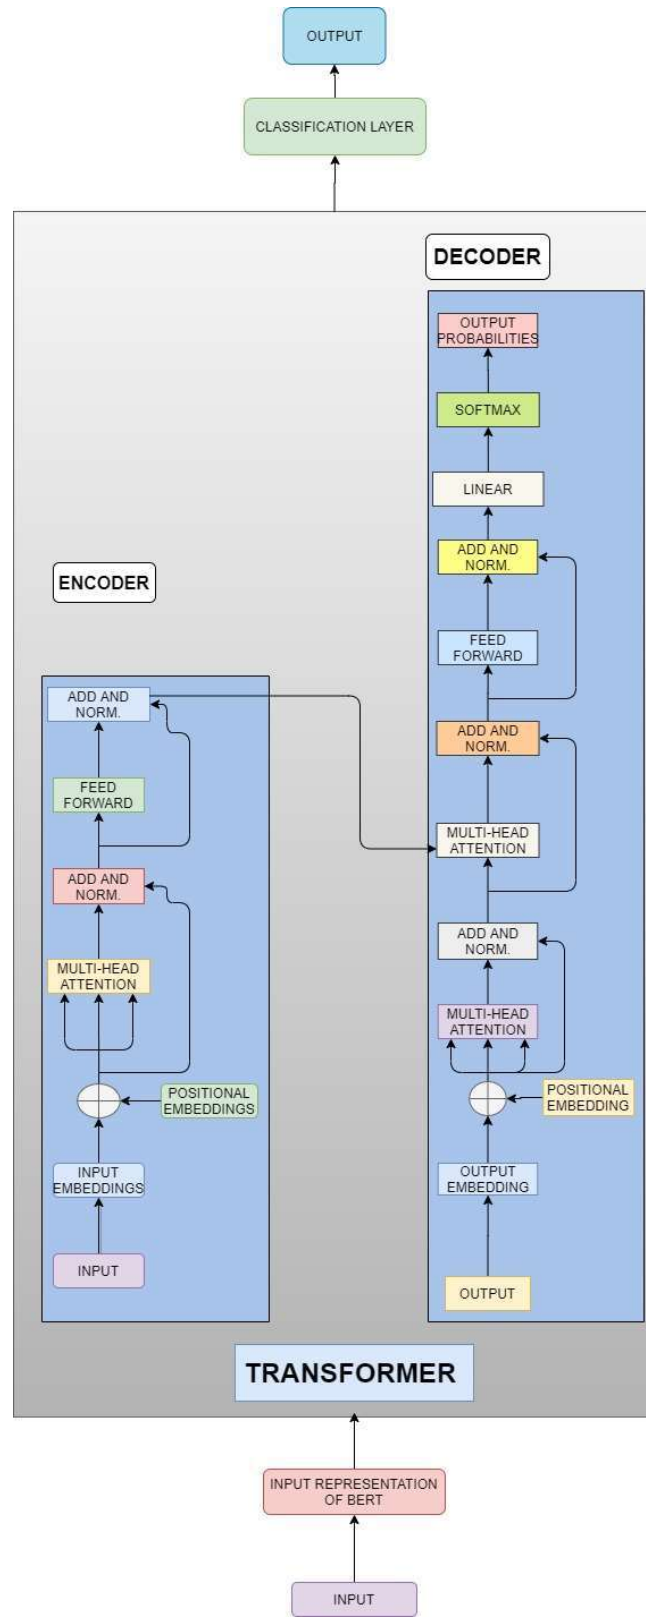 OUTPUT
CLASSIFICATION LAYER
DECODER
OUTPUT
PROBABILITIES
SOFTMAX
LINEAR
ADD AND
NORM.
FEED
FORWARD
ADD AND
NORM.
MULTI-HEAD
ATTENTION
ADD AND
NORM.
MULTI-HEAD
ATTENTION
POSITIONAL
EMBEDDING
OUTPUT
EMBEDDING
OUTPUT
ENCODER
ADD AND
NORM.
FEED
FORWARD
ADD AND
NORM.
MULTI-HEAD
ATTENTION
POSITIONAL
EMBEDDINGS
INPUT
EMBEDDINGS
INPUT
TRANSFORMER
INPUT REPRESENTATION
OF BERT
INPUT